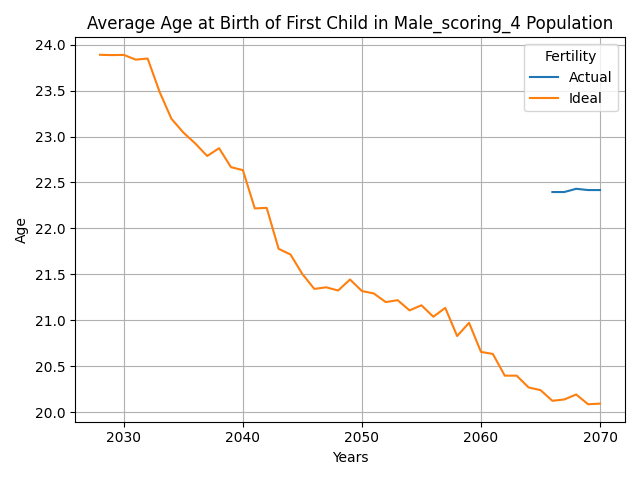 Average Age at Birth of First Child in Male_scoring_4 Population
Fertility
Actual
Ideal
24.0
23.5
23.0
22.5
22.0
21.5
21.0
20.5
20.0
Age
2030
2040
2050
2060
2070
Years